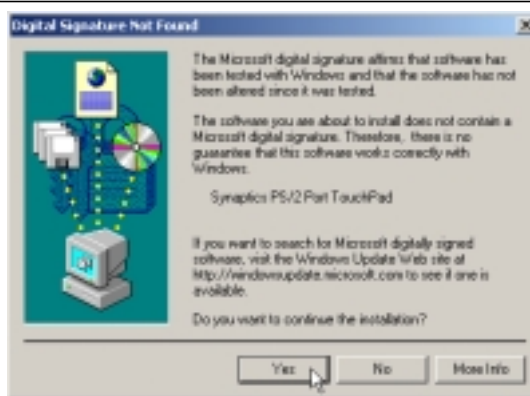 Digital Signature Not Found
The Microsoft digital signature affirms that software has
been tested with Windows and that the software has not
been altered since it was tested.
The software you are about to install does not contain a
Microsoft digital signature. Therefore, there is no
guarantee that this software works correctly with
Windows.
Synaptics PS/2 Port TouchPad
If you want to search for Microsoft digitally signed
software, visit the Windows Update Web site at
http://windowsupdate.microsoft.com to see if one is
available.
Do you want to continue the installation?
Yes
No
More Info